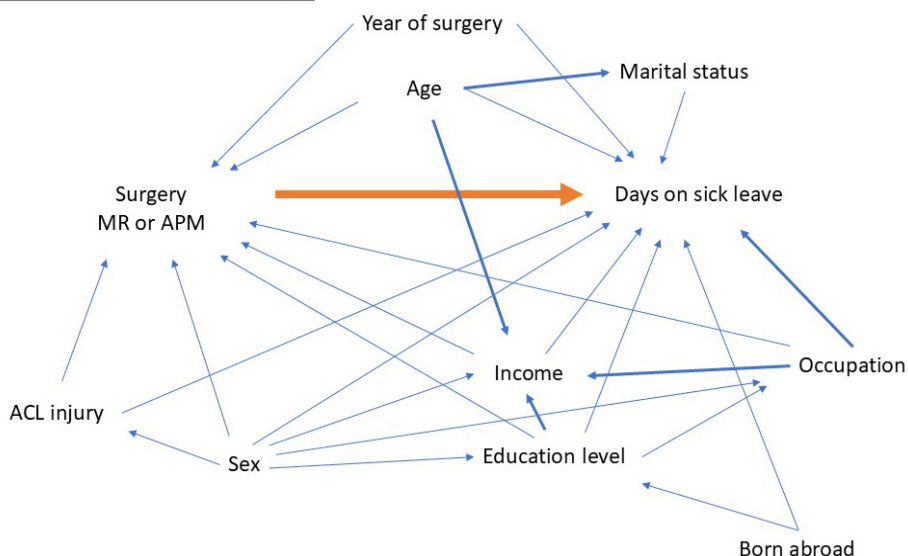 Year of surgery
Marital status
Age
Surgery
MR or APM
Days on sick leave
Income
Occupation
ACL injury
Sex
Education level
Born abroad